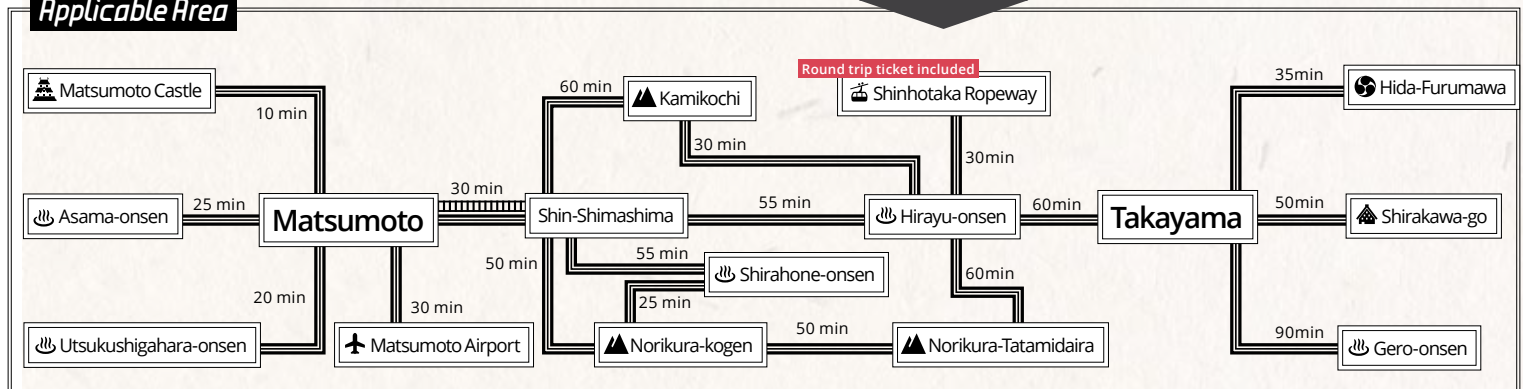 Applicable Area
Round trip ticket included
Matsumoto Castle
10 min
60 min
Kamikochi
Shinhotaka Ropeway
35min
Hida-Furumawa
30 min
30min
Asama-onsen
25 min
Matsumoto
30 min
Shin-Shimashima
55 min
Hirayu-onsen
60min
Takayama
50min
Shirakawa-go
50 min
55 min
Shirahone-onsen
60min
20 min
30 min
25 min
50 min
90min
Utsukushigahara-onsen
Matsumoto Airport
Norikura-kogen
Norikura-Tatamidaira
Gero-onsen